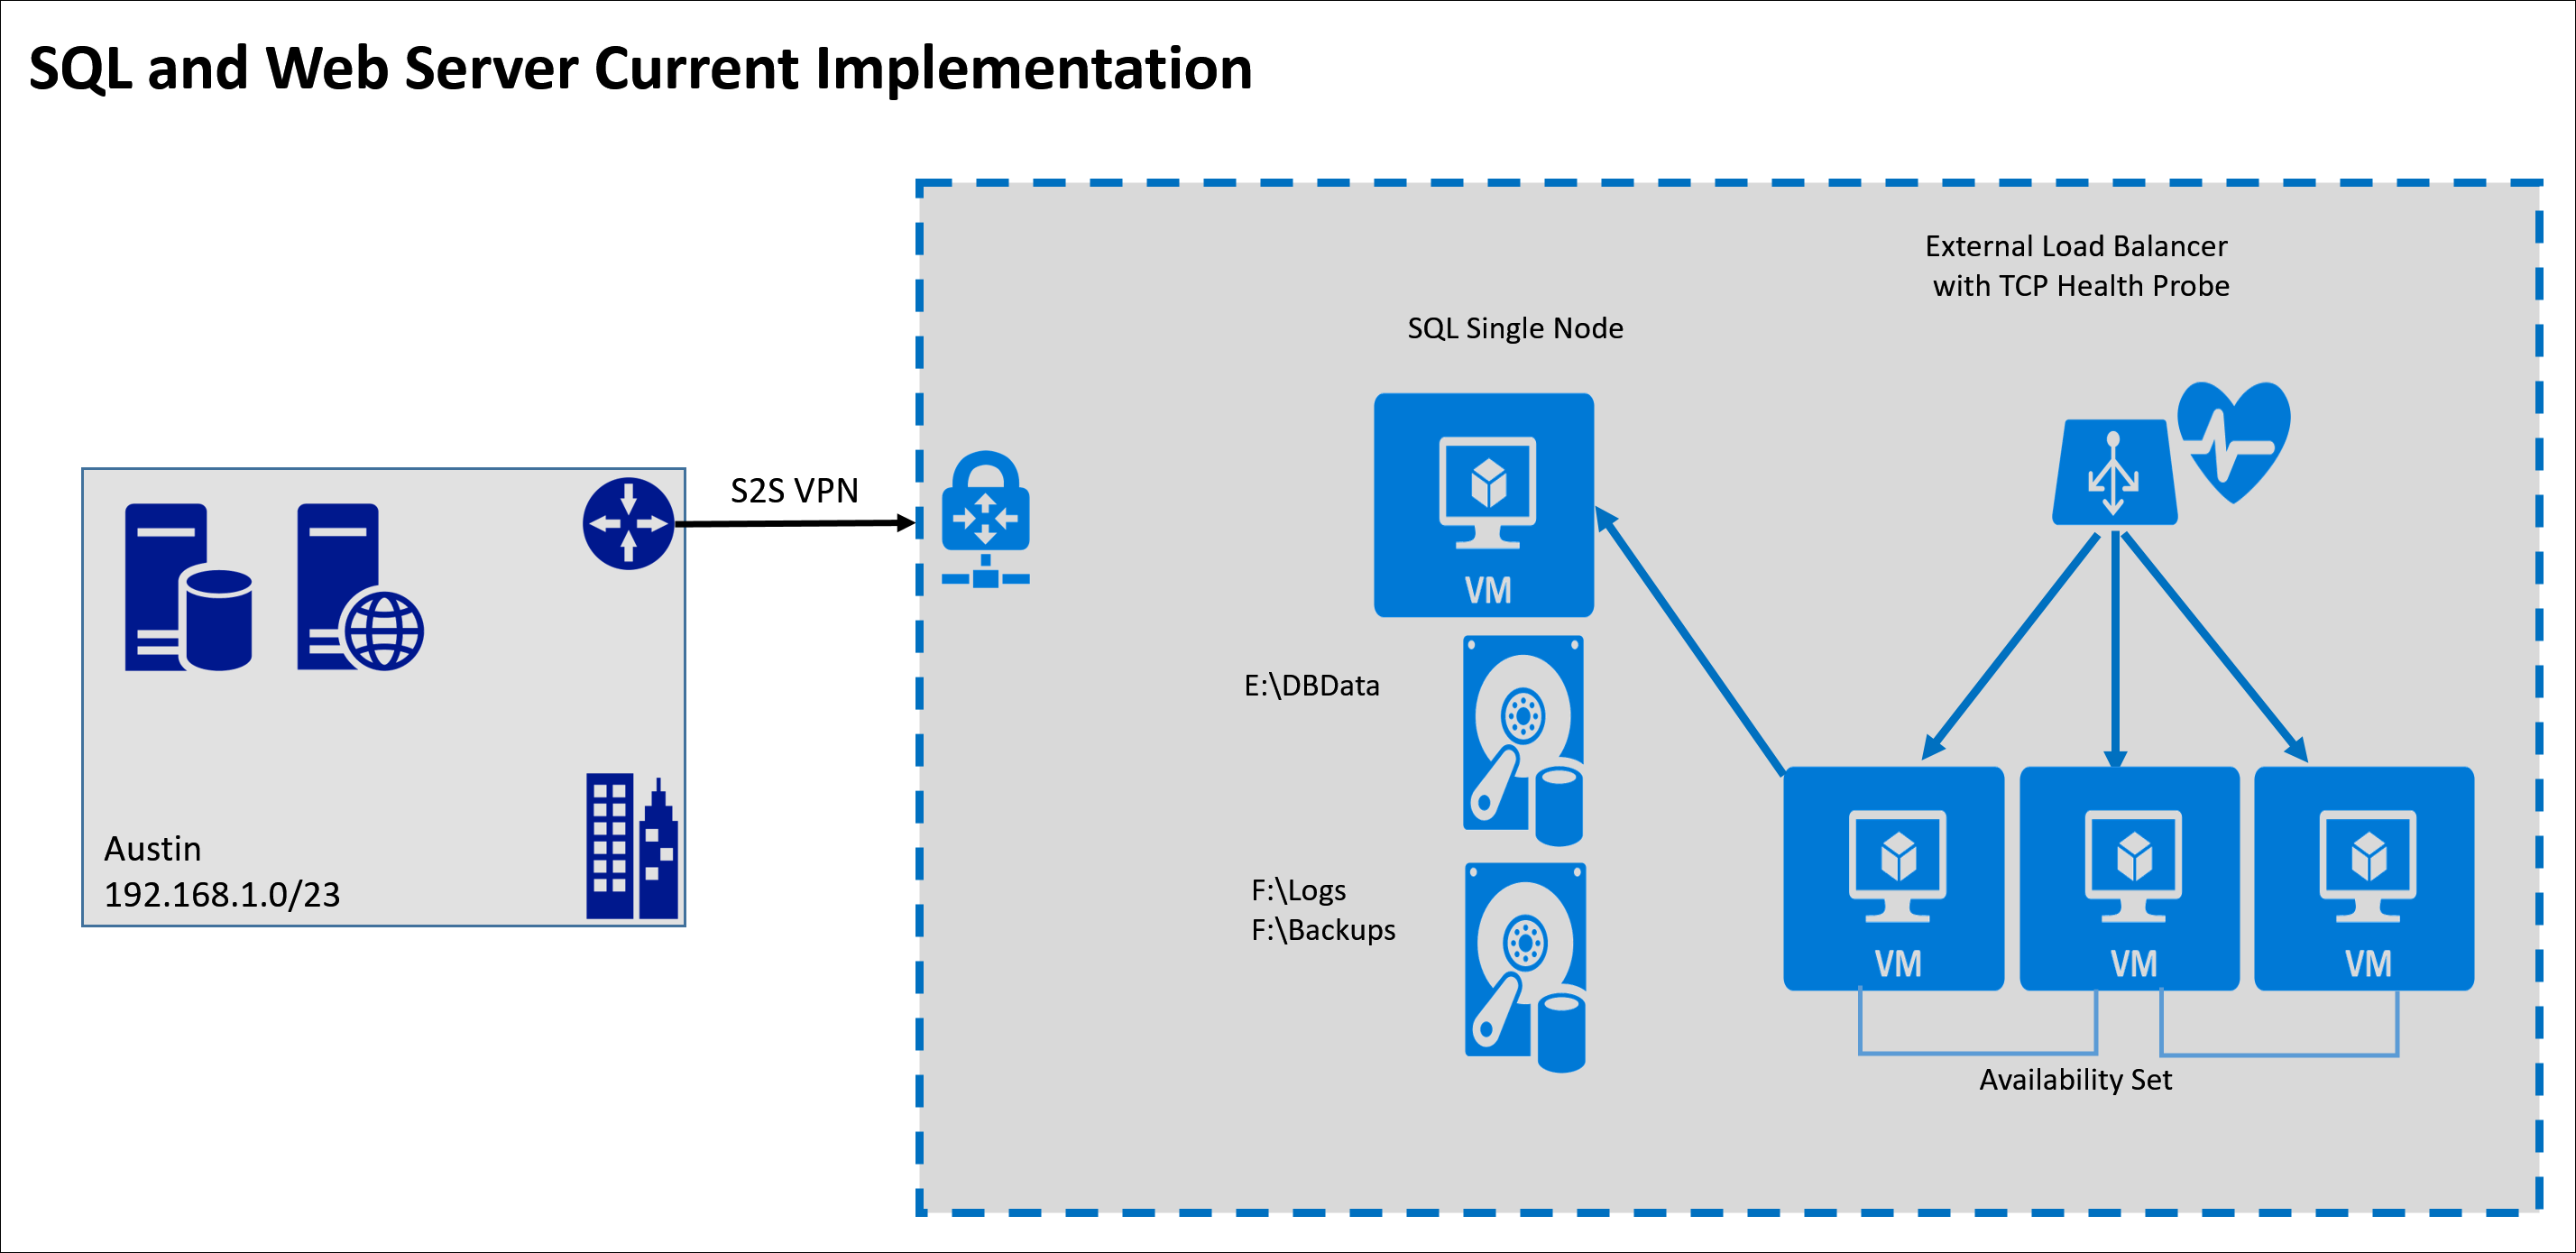 SQL and Web Server Current Implementation
External Load Balancer
with TCP Health Probe
SQL Single Node
VM
S2S VPN
E:\DBData
F:\Logs
F:\Backups
Austin
192.168.1.0/23
VM
VM
VM
Availability Set